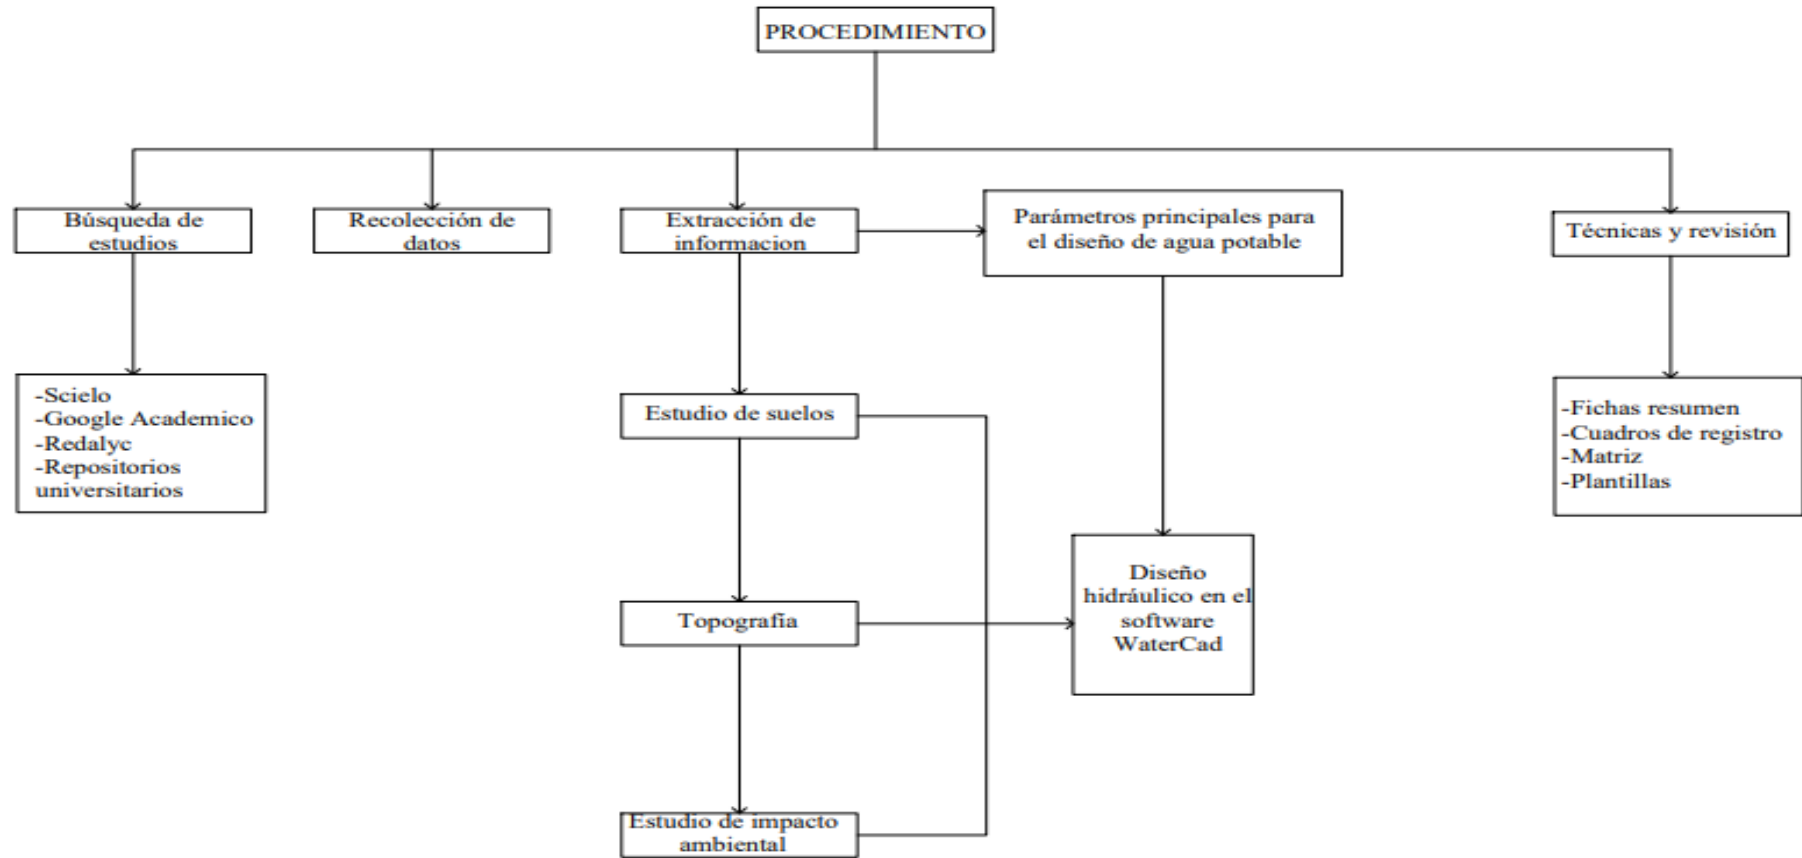 PROCEDIMIENTO
Búsqueda de
estudios
Recolección de
datos
Extracción de
informacion
Parámetros principales para
el diseño de agua potable
Técnicas y revisión
-Scielo
-Google Academico
-Redalyc
-Repositorios
universitarios
Estudio de suelos
-Fichas resumen
-Cuadros de registro
-Matriz
-Plantillas
Topografía
Diseño
hidráulico en el
software
WaterCad
Estudio de impacto
ambiental